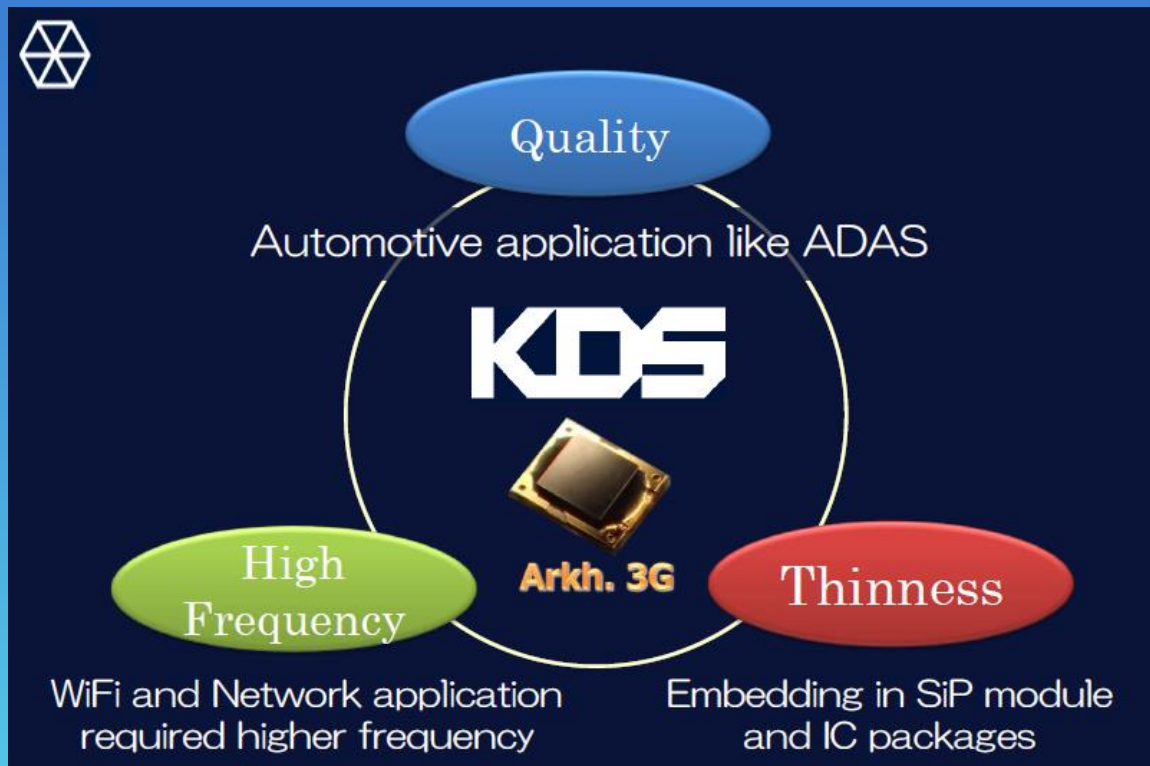 Quality
Automotive application like ADAS
KDS
Arkh. 3G
High
Frequency
Thinness
WiFi and Network application
required higher frequency
Embedding in SiP module
and IC packages